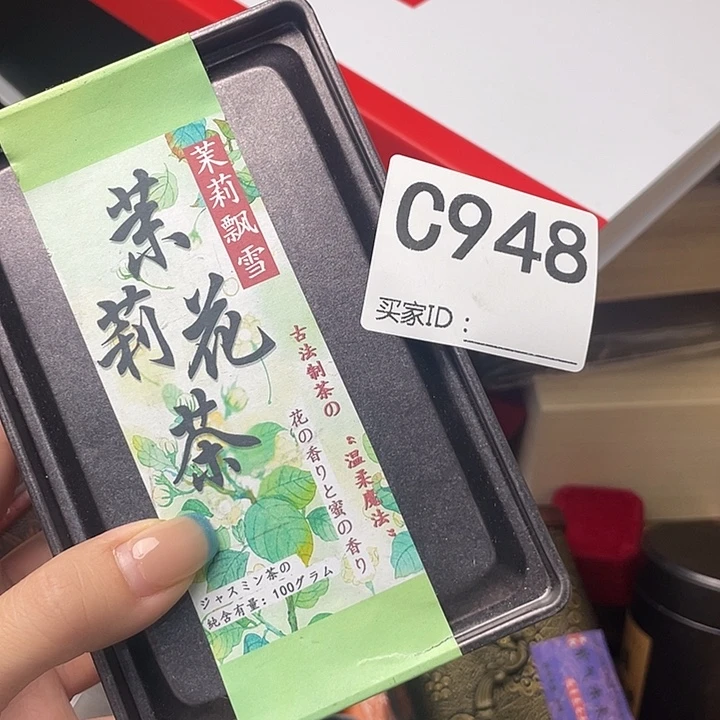 茉莉飘雪
茉莉花茶
古法制茶の
“温柔魔法”
花の香りと蜜の香り
ジャスミン茶の
純含有量：100グラム
C948
买家ID：